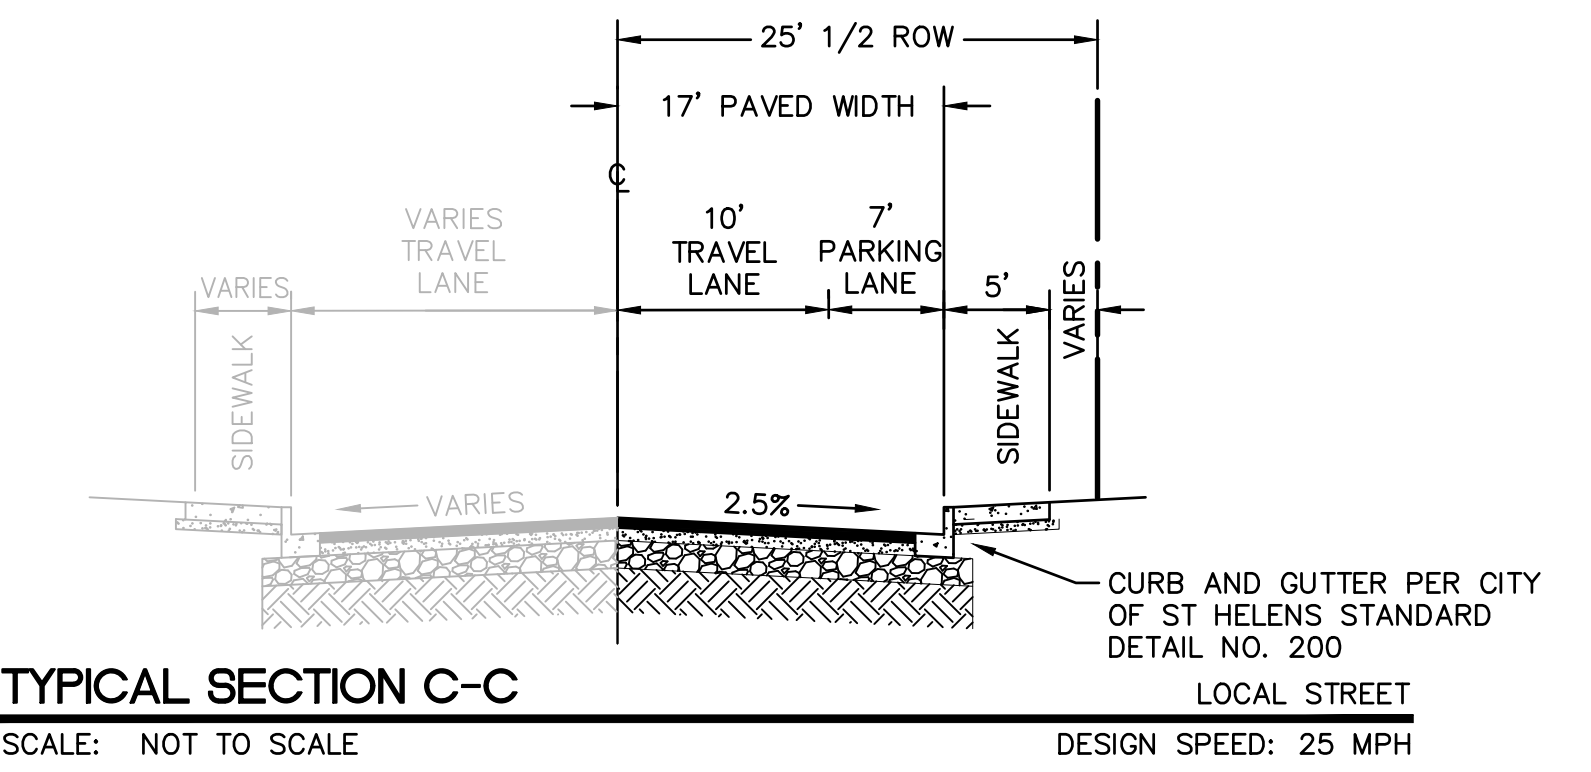 25' 1/2 ROW
17' PAVED WIDTH
℄
VARIES
TRAVEL
LANE
10'
TRAVEL
LANE
7'
PARKING
LANE
VARIES
5'
VARIES
SIDEWALK
SIDEWALK
VARIES
2.5%
CURB AND GUTTER PER CITY
OF ST HELENS STANDARD
DETAIL NO. 200
TYPICAL SECTION C-C
LOCAL STREET
SCALE: NOT TO SCALE
DESIGN SPEED: 25 MPH